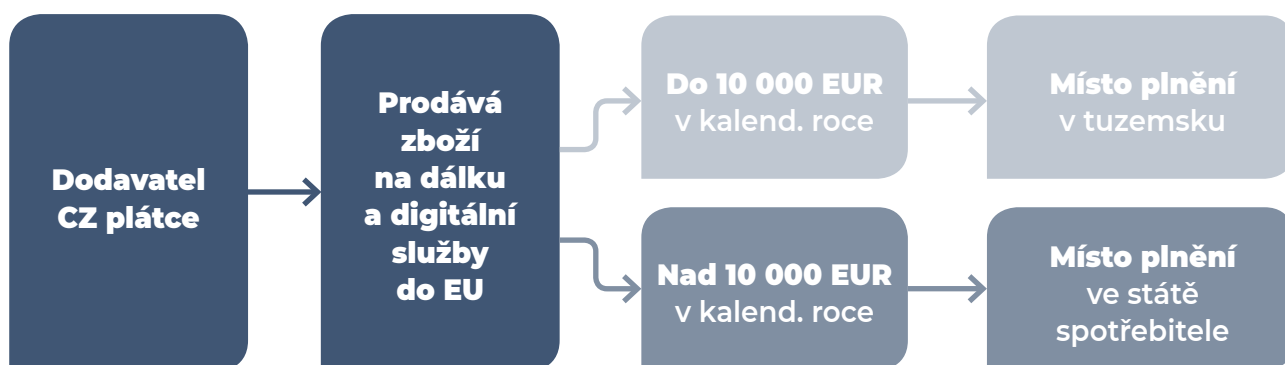 Dodavatel
CZ plátce
Prodává
zboží
na dálku
a digitální
služby
do EU
Do 10 000 EUR
v kalend. roce
Místo plnění
v tuzemsku
Nad 10 000 EUR
v kalend. roce
Místo plnění
ve státě
spotřebitele